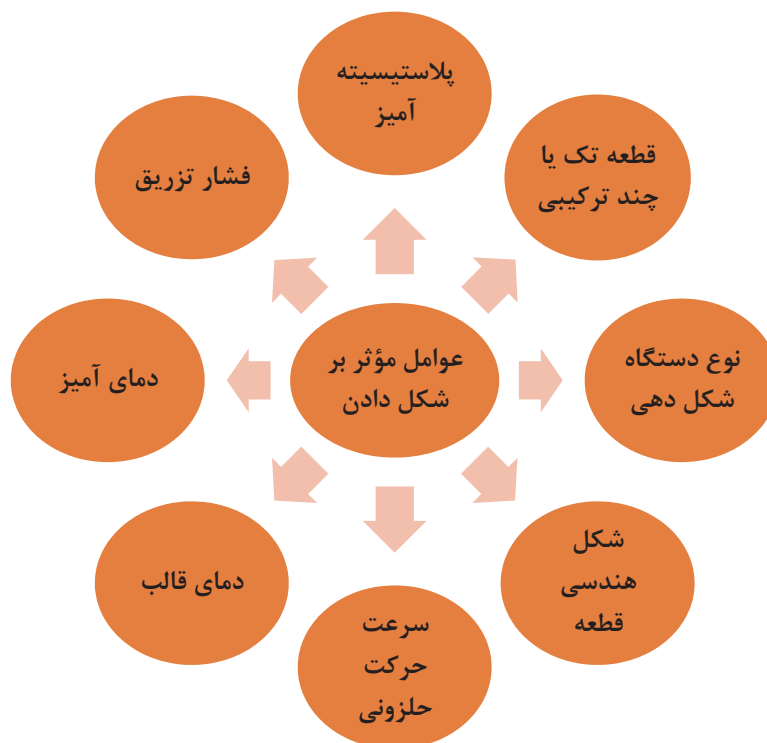 پلاستیسیته
آمیز
قطعه تک یا
چند ترکیبی
فشار تزریق
نوع دستگاه
شکل دهی
عوامل مؤثر بر
شکل دادن
دمای آمیز
شکل
هندسی
قطعه
دمای قالب
سرعت
حرکت
حلزونی